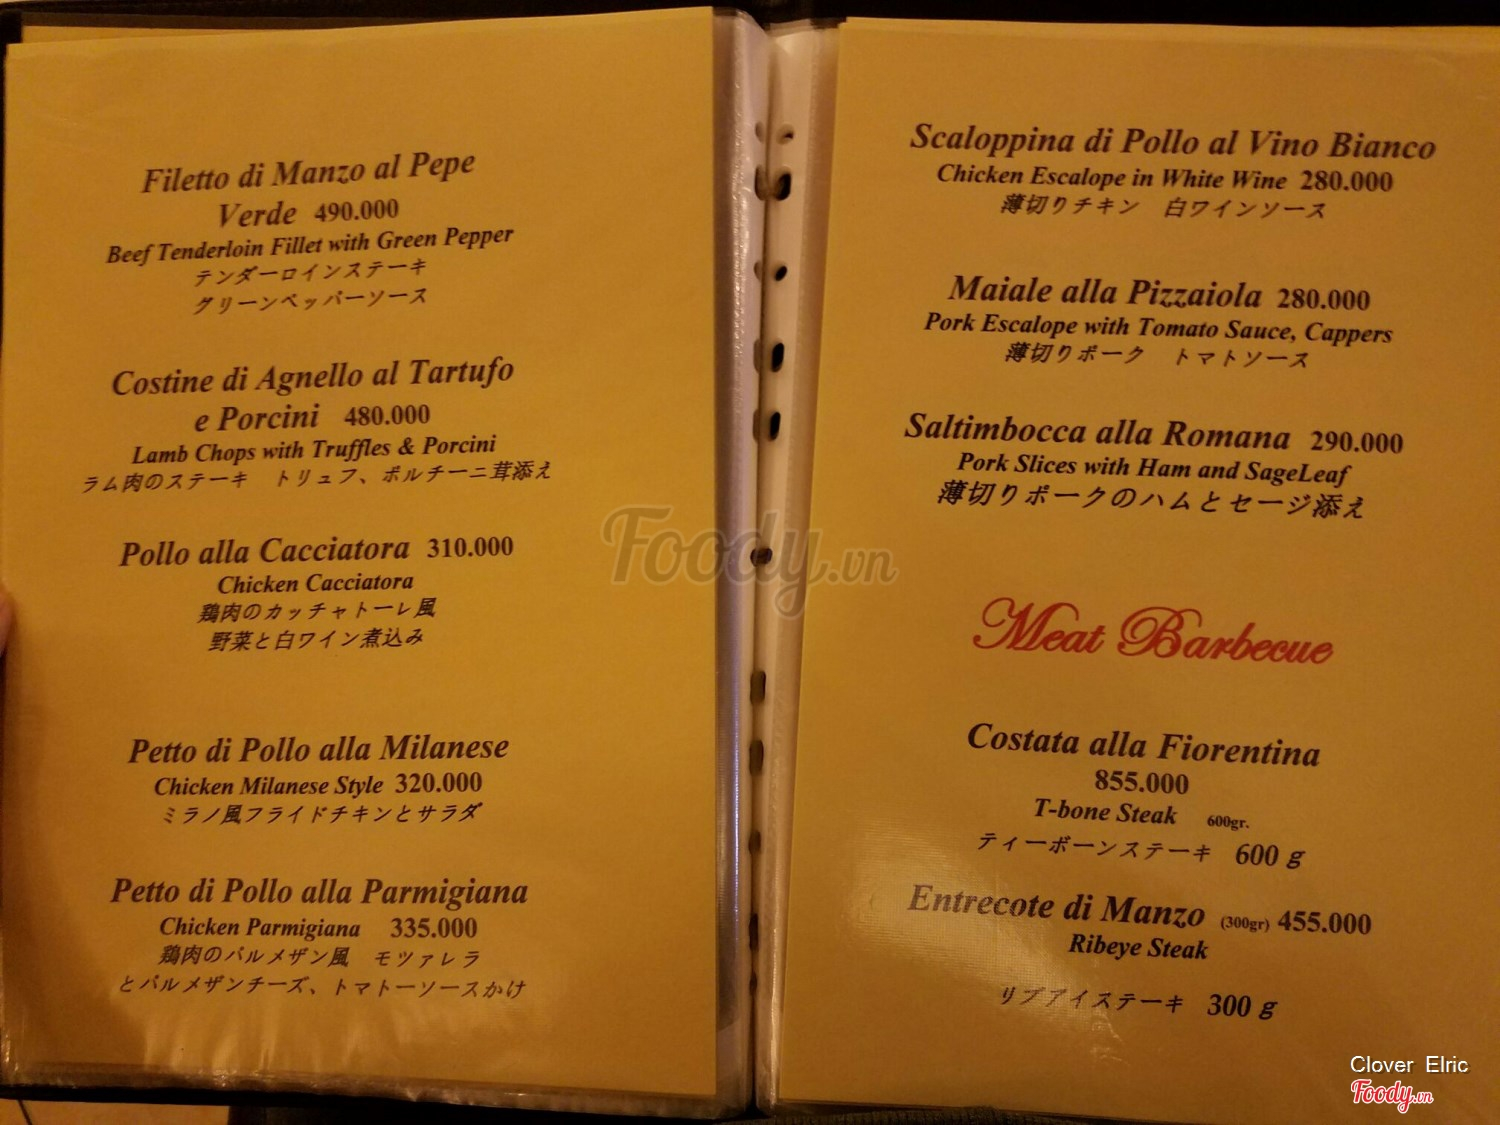 Filetto di Manzo al Pepe
Verde 490.000
Beef Tenderloin Fillet with Green Pepper
テンダーロインステーキ
グリーンペッパーソース
Costine di Agnello al Tartufo
e Porcini 480.000
Lamb Chops with Truffles & Porcini
ラム肉のステーキ　トリュフ、ポルチーニ茸添え
Pollo alla Cacciatora 310.000
Chicken Cacciatora
鶏肉のカッチャトーレ風
野菜と白ワイン煮込み
Petto di Pollo alla Milanese
Chicken Milanese Style 320.000
ミラノ風フライドチキンとサラダ
Petto di Pollo alla Parmigiana
Chicken Parmigiana 335.000
鶏肉のパルメザン風　モツァレラ
とパルメザンチーズ、トマトーソースかけ
Scaloppina di Pollo al Vino Bianco
Chicken Escalope in White Wine 280.000
薄切りチキン　白ワインソース
Maiale alla Pizzaiola 280.000
Pork Escalope with Tomato Sauce, Cappers
薄切りポーク　トマトソース
Saltimbocca alla Romana 290.000
Pork Slices with Ham and SageLeaf
薄切りポークのハムとセージ添え
Meat Barbecue
Costata alla Fiorentina
855.000
T-bone Steak 600gr.
ティーボーンステーキ 600 g
Entrecote di Manzo (300gr) 455.000
Ribeye Steak
リブアイステーキ 300 g
Foody.vn
Clover Elric
Foody.vn